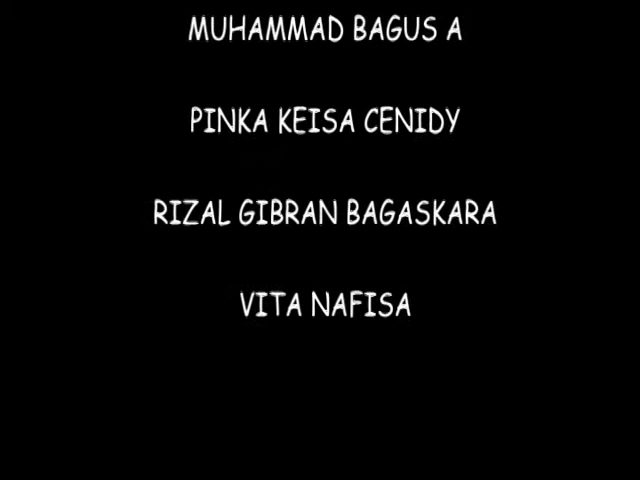 MUHAMMAD BAGUS A
PINKA KEISA CENIDY
RIZAL GIBRAN BAGASKARA
VITA NAFISA